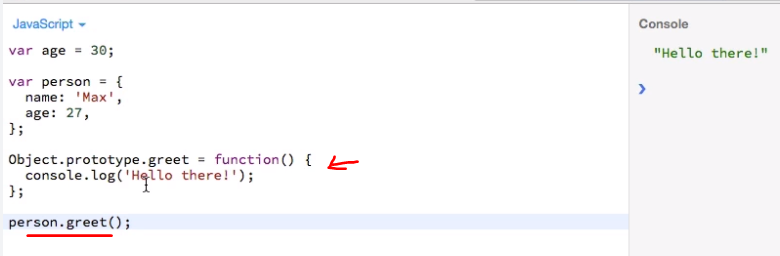 JavaScript
Console
var age = 30;
"Hello there!"
var person = {
name: 'Max',
age: 27,
};
Object.prototype.greet = function() {
console.log('Hello there!');
};
person.greet();